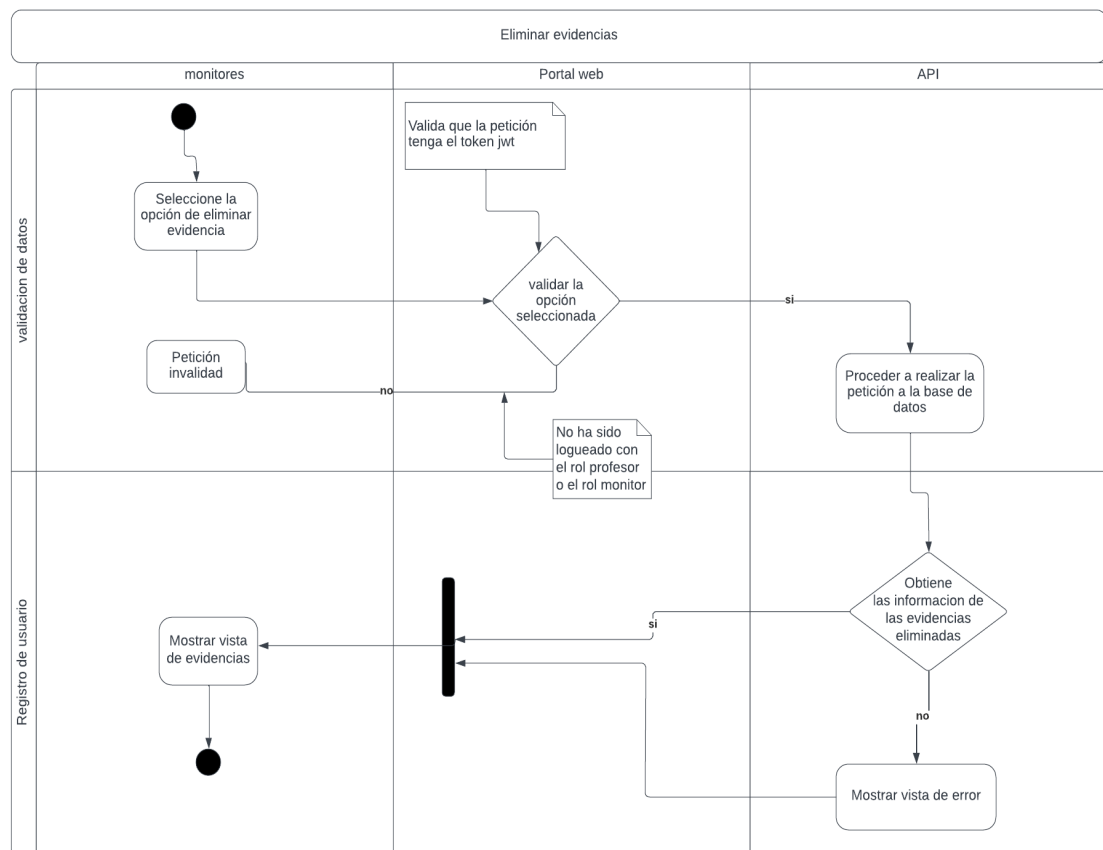 Eliminar evidencias
monitores
Portal web
API
validacion de datos
Valida que la petición
tenga el token jwt
Seleccione la
opción de eliminar
evidencia
validar la
opción
seleccionada
si
Petición
invalidad
no
Proceder a realizar la
petición a la base de
datos
No ha sido
logueado con
el rol profesor
o el rol monitor
Registro de usuario
Obtiene
las informacion de
las evidencias
eliminadas
si
Mostrar vista
de evidencias
no
Mostrar vista de error